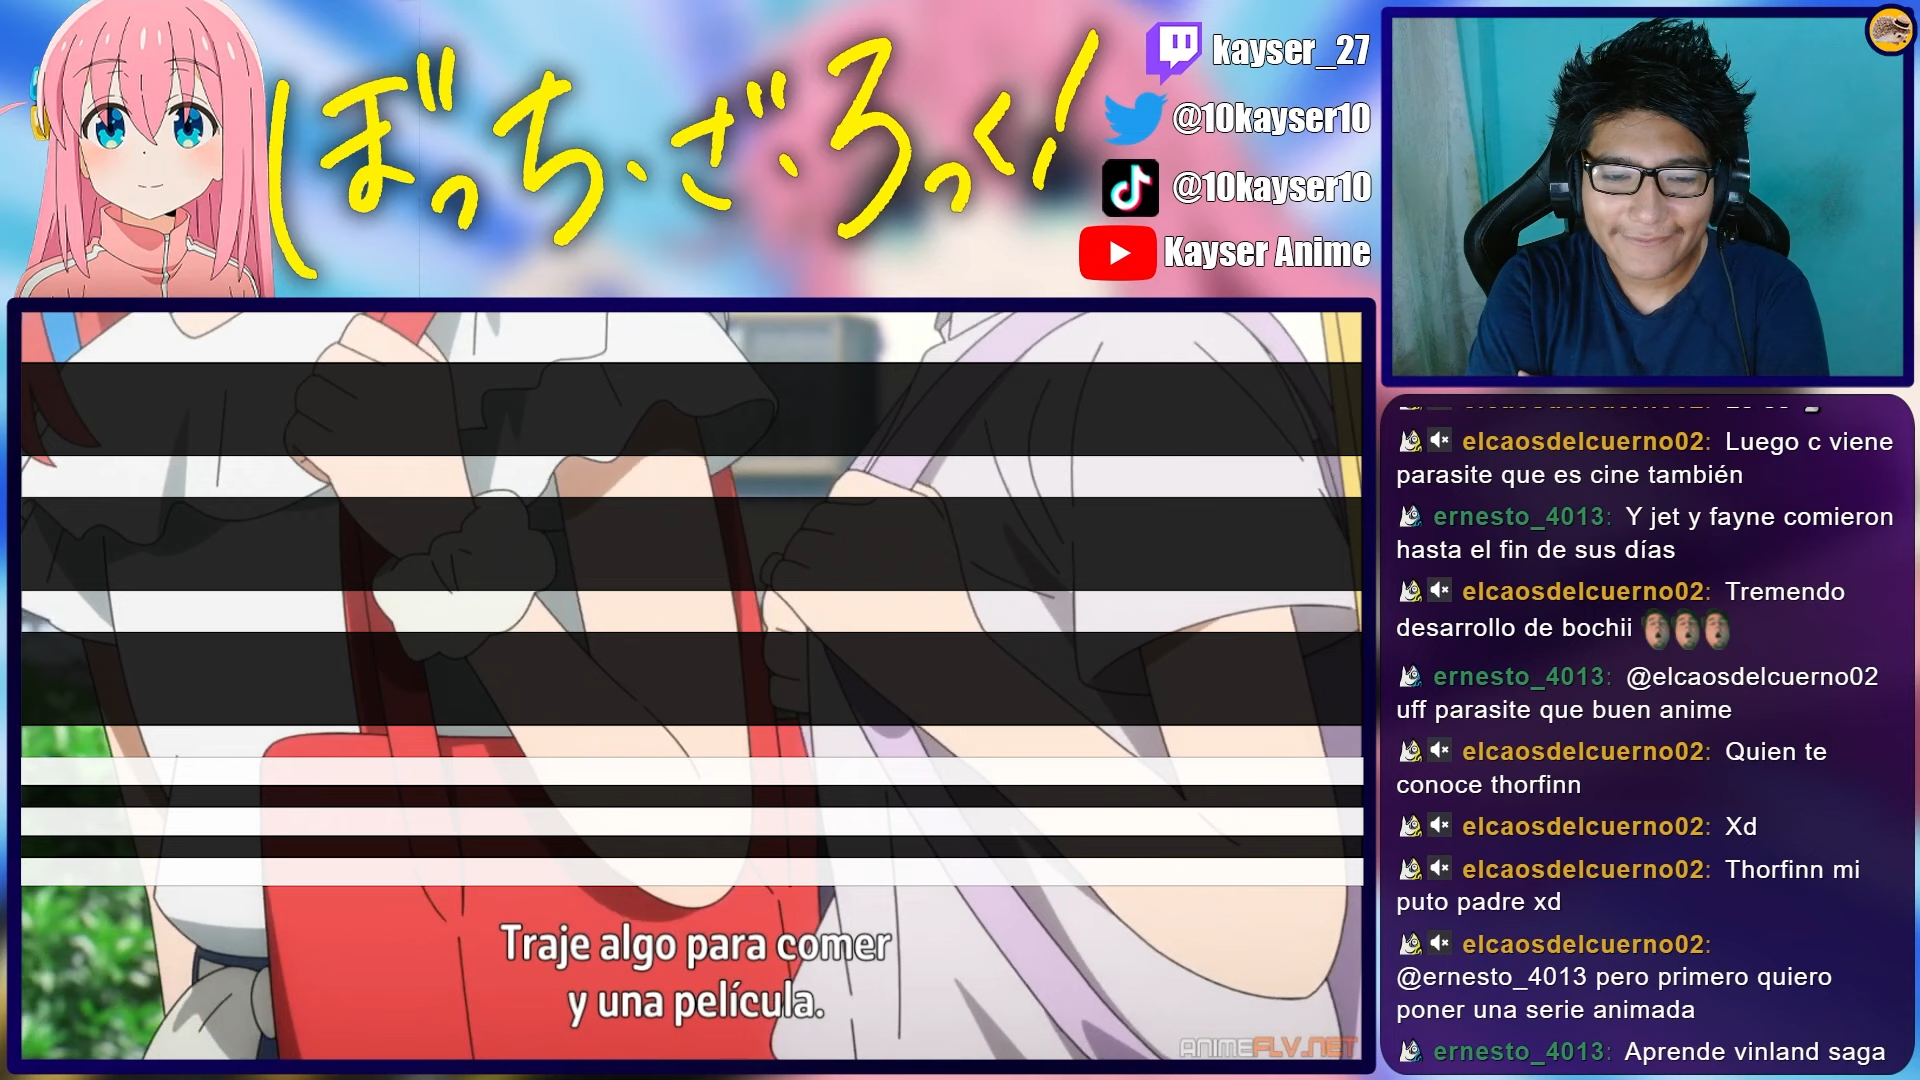 ぼっち・ざ・ろっく!
kayser_27
@10kayser10
@10kayser10
Kayser Anime
elcaosdelcuerno02: Luego c viene
parasite que es cine también
ernesto_4013: Y jet y fayne comieron
hasta el fin de sus días
elcaosdelcuerno02: Tremendo
desarrollo de bochii
ernesto_4013: @elcaosdelcuerno02
uff parasite que buen anime
elcaosdelcuerno02: Quien te
conoce thorfinn
elcaosdelcuerno02: Xd
elcaosdelcuerno02: Thorfinn mi
puto padre xd
elcaosdelcuerno02:
@ernesto_4013 pero primero quiero
poner una serie animada
ernesto_4013: Aprende vinland saga
Traje algo para comer
y una película.
ANIMEFLV.NET